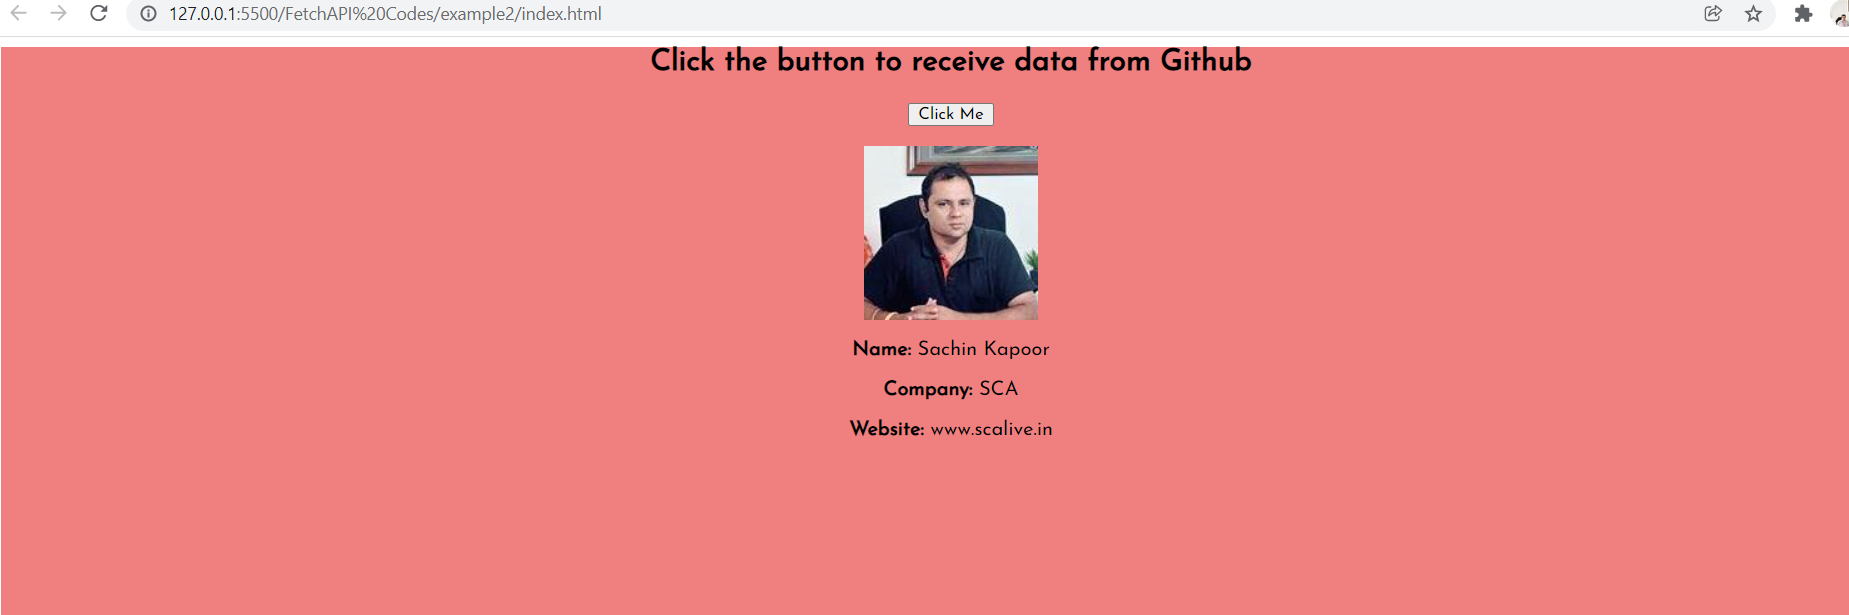 127.0.0.1:5500/FetchAPI%20Codes/example2/index.html
Click the button to receive data from Github
Click Me
Name: Sachin Kapoor
Company: SCA
Website: www.scalive.in